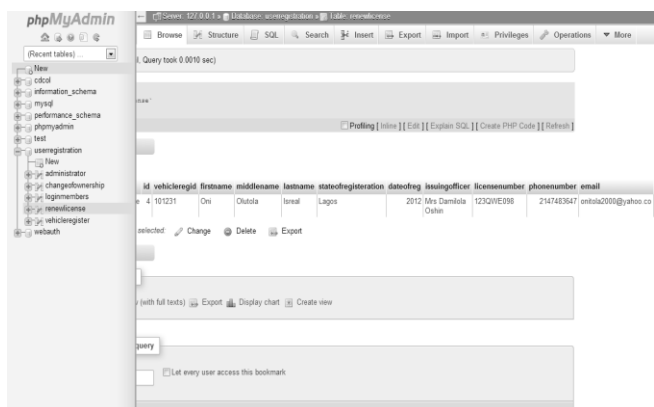 phpMyAdmin
Server: 127.0.0.1 » Database: userregistration » Table: renewlicense
Browse Structure SQL Search Insert Export Import Privileges Operations More
(Recent tables) ...
New
cdcol
information_schema
mysql
performance_schema
phpmyadmin
test
userregistration
New
administrator
changeofownership
loginmembers
renewlicense
vehicleregister
webauth
l, Query took 0.0010 sec)
Profiling [ Inline ] [ Edit ] [ Explain SQL ] [ Create PHP Code ] [ Refresh ]
id vehicleregid firstname middlename lastname stateofregisteration dateofreg issuingofficer licensenumber phonenumber email
e 4 101231 Oni Olutola Isreal Lagos 2012 Mrs Damilola Oshin 123QWE098 2147483647 onitola2000@yahoo.co
selected: Change Delete Export
(with full texts) Export Display chart Create view
query
Let every user access this bookmark